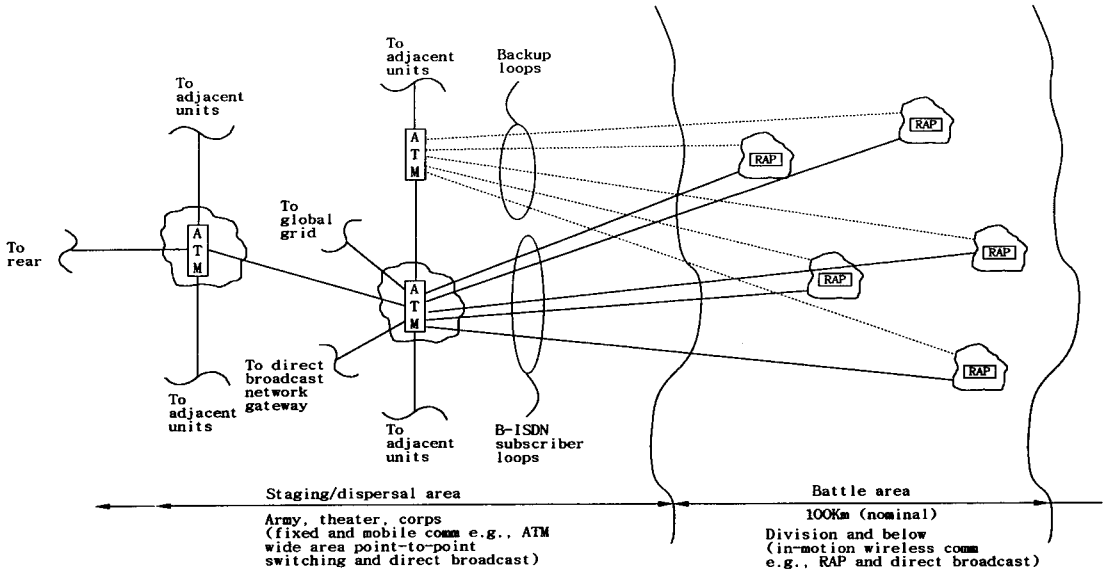 To
adjacent
units
Backup
loops
To
adjacent
units
A
T
M
RAP
RAP
To
global
grid
To
rear
A
T
M
RAP
A
T
M
RAP
To direct
broadcast
network
gateway
RAP
To
adjacent
units
To
adjacent
units
B-ISDN
subscriber
loops
Staging/dispersal area
Battle area
Army, theater, corps
(fixed and mobile comm e.g., ATM
wide area point-to-point
switching and direct broadcast)
100Km (nominal)
Division and below
(in-motion wireless comm
e.g., RAP and direct broadcast)